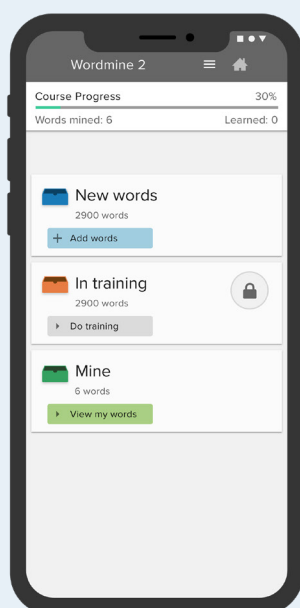 Wordmine 2
Course Progress 30%
Words mined: 6 Learned: 0
New words
2900 words
+ Add words
In training
2900 words
Do training
Mine
6 words
View my words